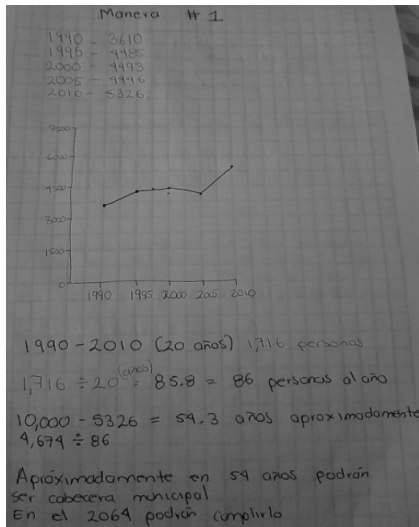 Manera # 1
1990 - 3610
1995 - 4485
2000 - 4493
2005 - 4446
2010 - 5326
7500
6000
4500
3000
1500
0
1990 1995 2000 2005 2010
1990 - 2010 (20 años) 1,716 personas
1,716 ÷ 20 (años) = 85.8 = 86 personas al año
10,000 - 5326 = 54.3 años aproximadamente
4,674 ÷ 86
Aproximadamente en 54 años podrán
ser cabecera municipal
En el 2064 podrán cumplirlo